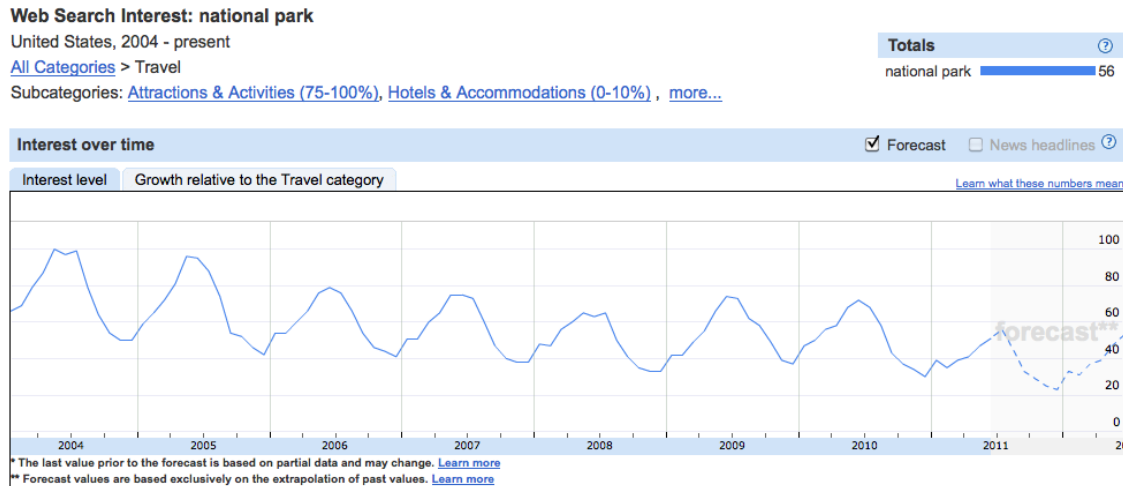 Web Search Interest: national park
United States, 2004 - present
All Categories > Travel
Subcategories: Attractions & Activities (75-100%), Hotels & Accommodations (0-10%) , more...
Totals ?
national park 56
Interest over time
Forecast News headlines ?
Interest level Growth relative to the Travel category
Learn what these numbers mean
100
80
60
forecast**
40
20
0
2004 2005 2006 2007 2008 2009 2010 2011 20
* The last value prior to the forecast is based on partial data and may change. Learn more
** Forecast values are based exclusively on the extrapolation of past values. Learn more